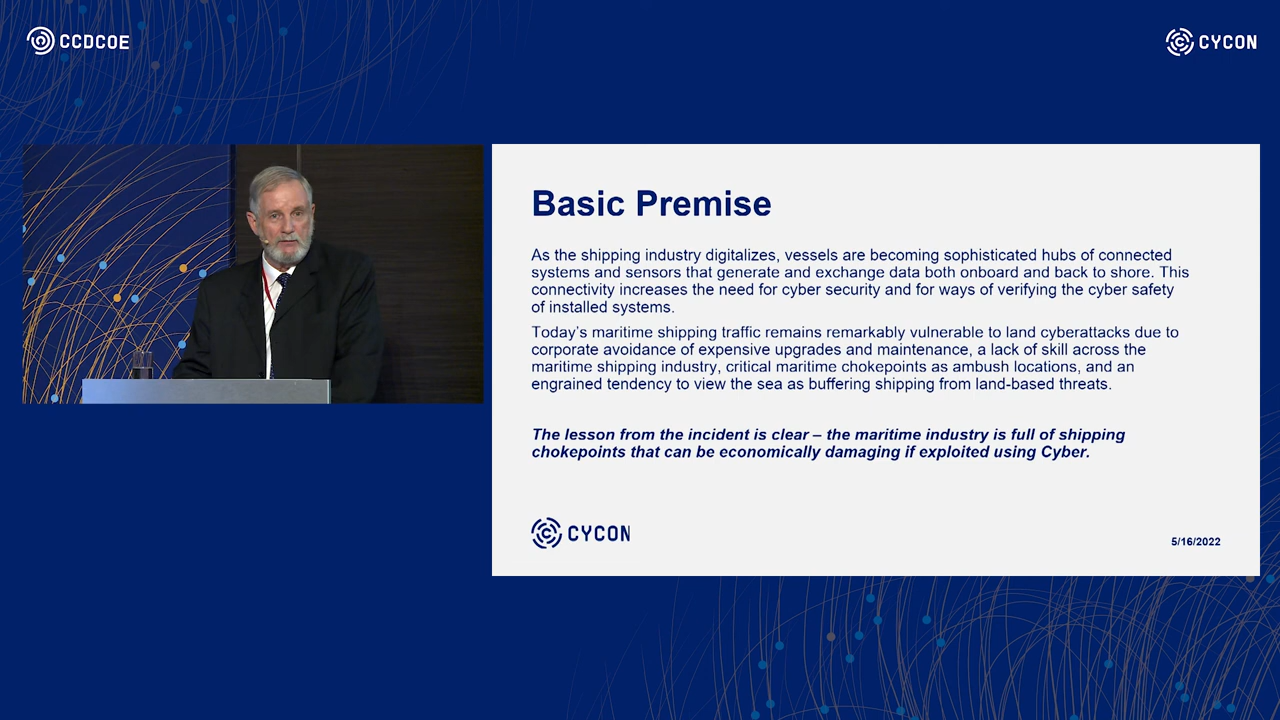 CCDCOE
CYCON
Basic Premise
As the shipping industry digitalizes, vessels are becoming sophisticated hubs of connected
systems and sensors that generate and exchange data both onboard and back to shore. This
connectivity increases the need for cyber security and for ways of verifying the cyber safety
of installed systems.
Today's maritime shipping traffic remains remarkably vulnerable to land cyberattacks due to
corporate avoidance of expensive upgrades and maintenance, a lack of skill across the
maritime shipping industry, critical maritime chokepoints as ambush locations, and an
engrained tendency to view the sea as buffering shipping from land-based threats.
The lesson from the incident is clear – the maritime industry is full of shipping
chokepoints that can be economically damaging if exploited using Cyber.
CYCON
5/16/2022